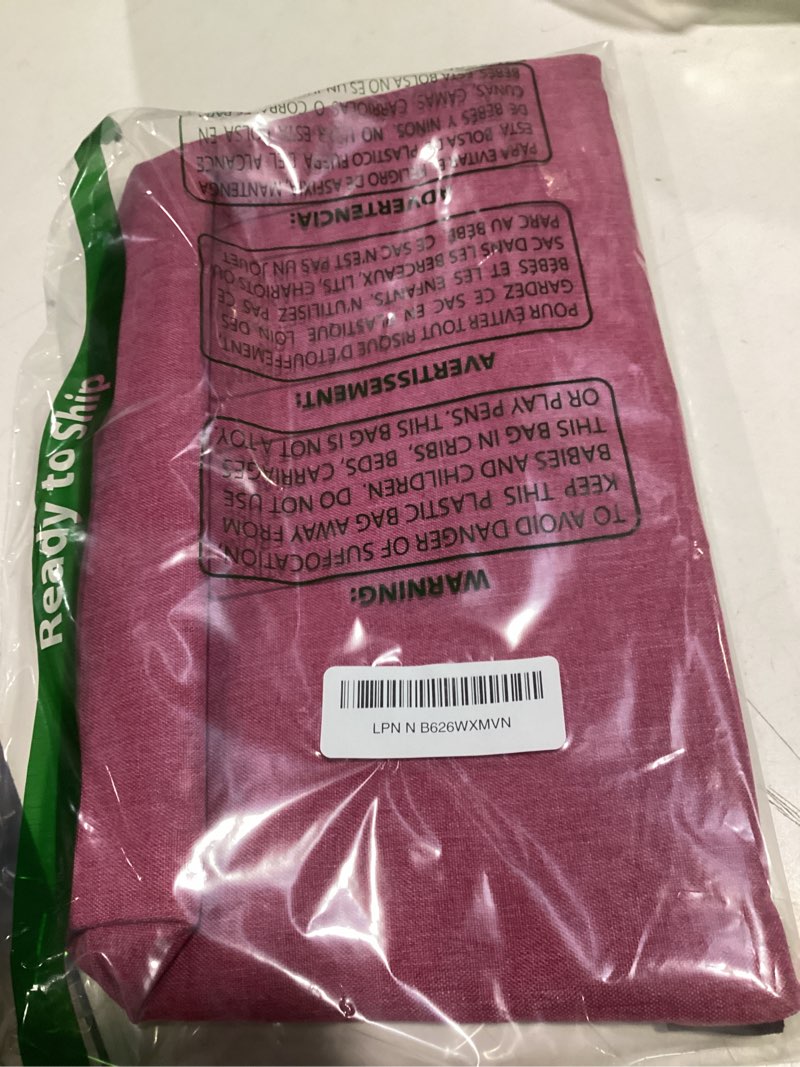 WARNING:
TO AVOID DANGER OF SUFFOCATION,
KEEP THIS PLASTIC BAG AWAY FROM
BABIES AND CHILDREN. DO NOT USE
THIS BAG IN CRIBS, BEDS, CARRIAGES
OR PLAY PENS. THIS BAG IS NOT A TOY
AVERTISSEMENT:
POUR ÉVITER TOUT RISQUE D'ETOUFFEMENT,
GARDEZ CE SAC EN PLASTIQUE LOIN DES
BÉBÉS ET LES ENFANTS. N'UTILISEZ PAS CE
SAC DANS LES BERCEAUX, LITS, CHARIOTS OU
PARC AU BÉBÉ. CE SAC N'EST PAS UN JOUET
ADVERTENCIA:
PARA EVITAR EL PELIGRO DE ASFIXIA, MANTENGA
ESTA BOLSA DE PLASTICO FUERA DEL ALCANCE
DE BEBÉS Y NINOS. NO USE ESTA BOLSA EN
CUNAS, CAMAS, CARRIOLAS O
BEBÉS. ESTA BOLSA NO ES UN
Ready to Ship
LPN N B626WXMVN